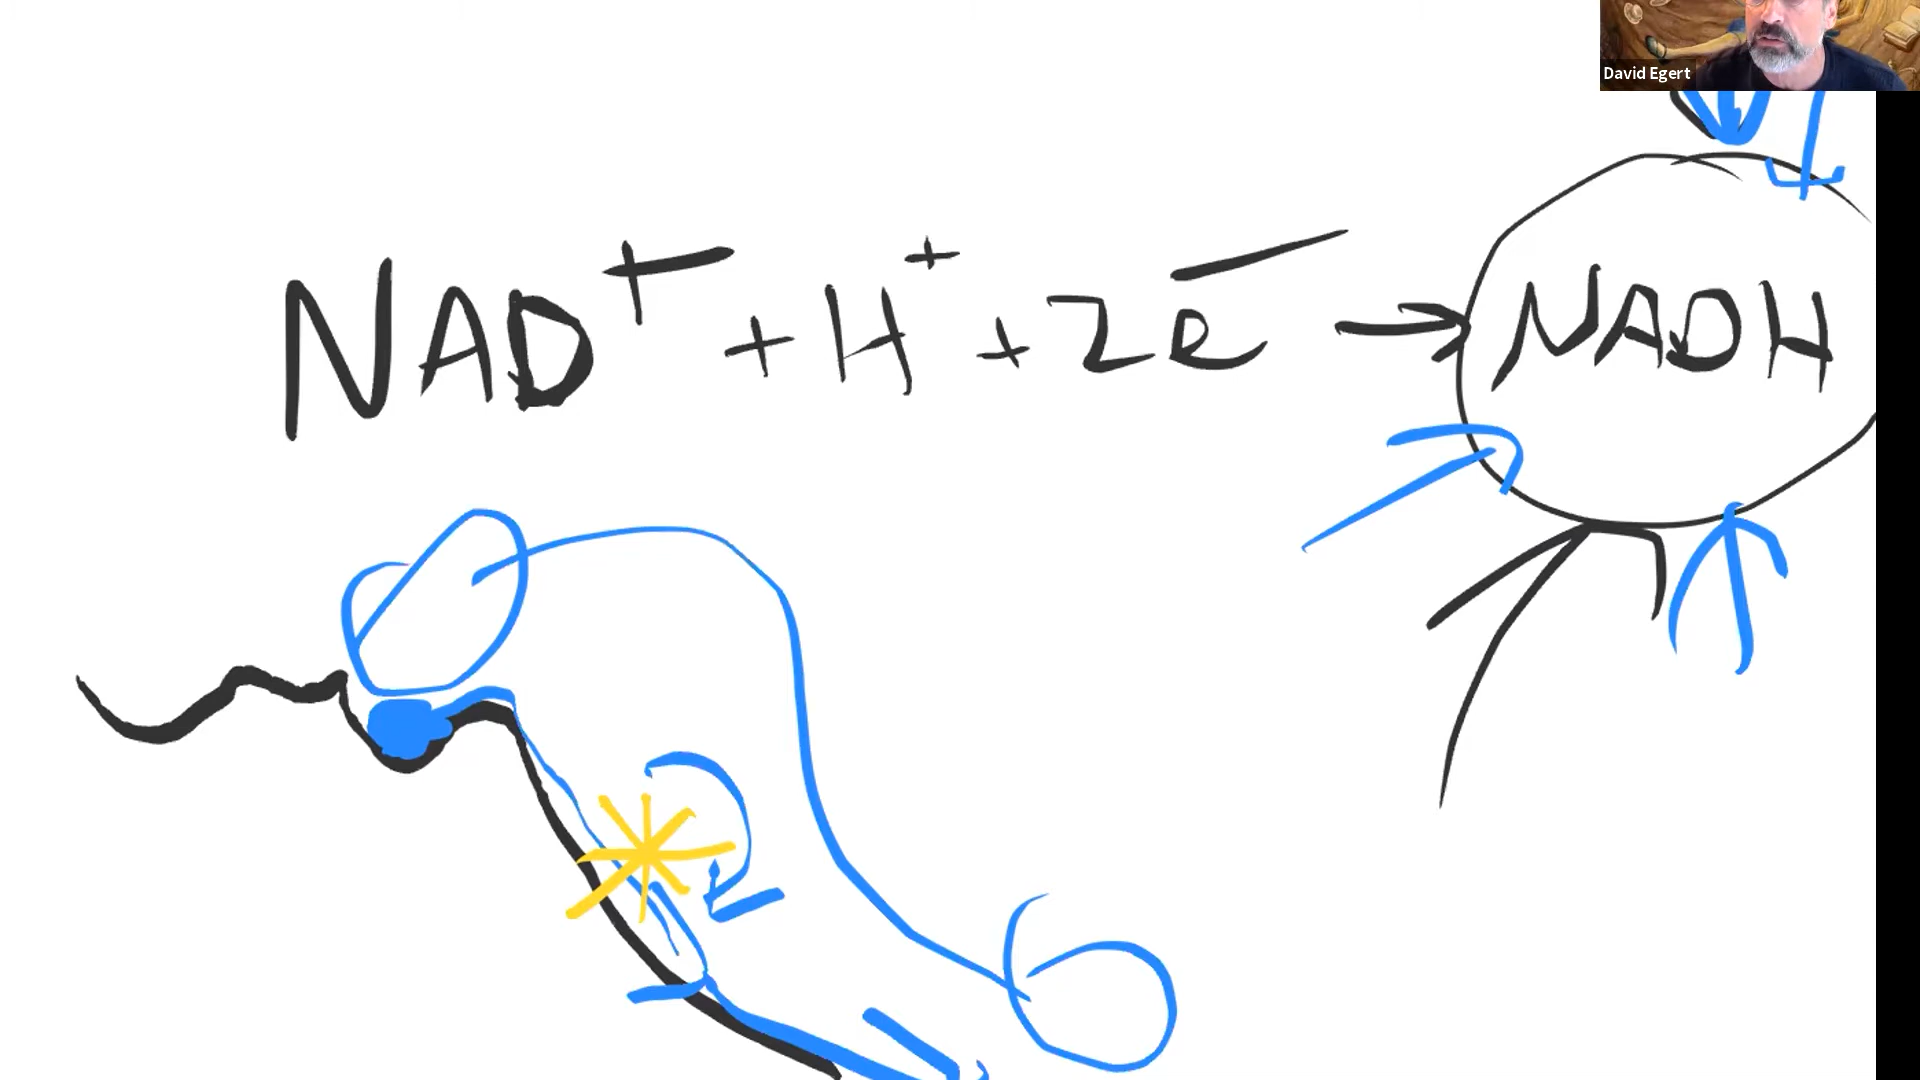 David Egert
NAD⁺ + H⁺ + 2e⁻ → NADH